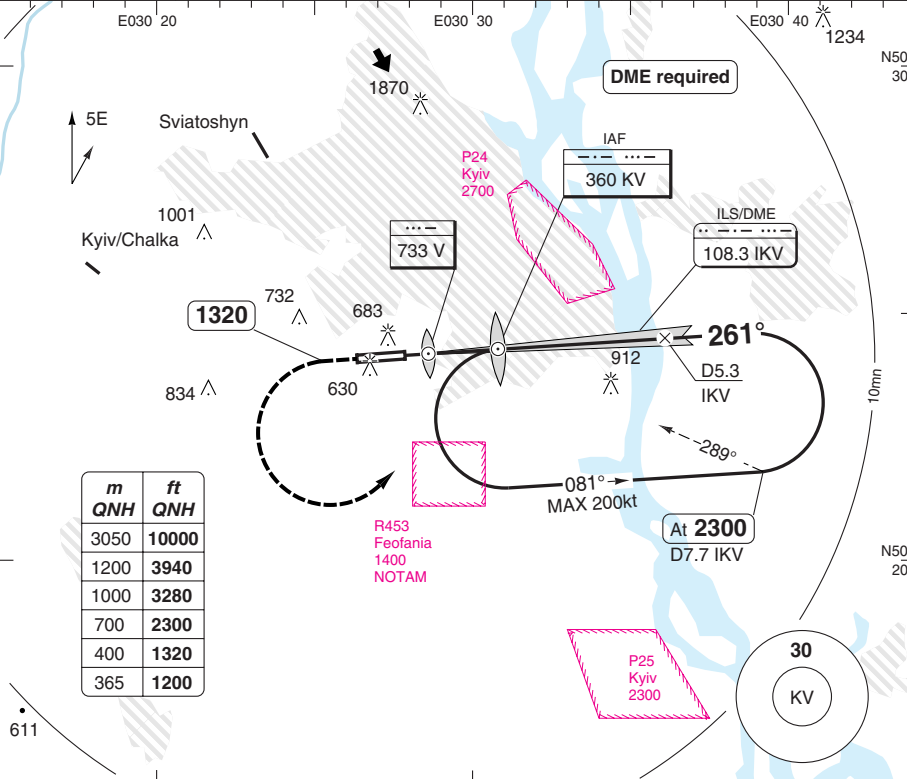 E030 20
E030 30
E030 40
1234
N50
30
DME required
1870
5E
Sviatoshyn
IAF
P24
Kyiv
2700
360 KV
1001
ILS/DME
Kyiv/Chalka
733 V
108.3 IKV
732
1320
683
261°
912
D5.3
IKV
630
834
10mn
289°
081°
MAX 200kt
m
QNH
ft
QNH
3050 10000
1200 3940
1000 3280
700 2300
400 1320
365 1200
At 2300
D7.7 IKV
R453
Feofania
1400
NOTAM
N50
20
P25
Kyiv
2300
30
KV
611